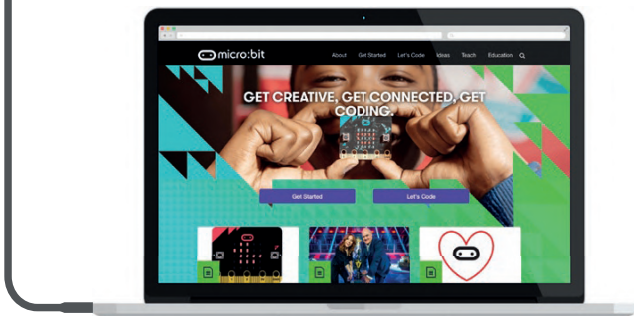 micro:bit
About Get Started Let's Code Ideas Teach Education
GET CREATIVE, GET CONNECTED, GET
CODING.
Get Started Let's Code